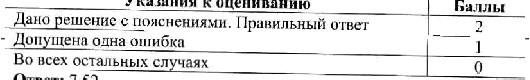 Указания к оцениванию Баллы
Дано решение с пояснениями. Правильный ответ 2
Допущена одна ошибка 1
Во всех остальных случаях 0